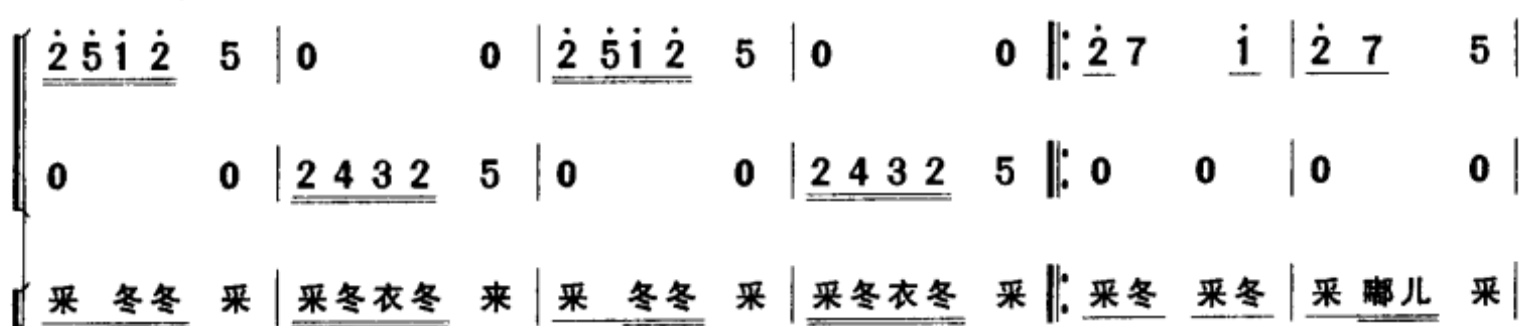 2̇ 5̇ 1̇ 2̇ 5 | 0 0 | 2̇ 5̇ 1̇ 2̇ 5 | 0 0 ‖: 2̇ 7 1̇ | 2̇ 7 5 |
0 0 | 2 4 3 2 5 | 0 0 | 2 4 3 2 5 ‖: 0 0 | 0 0 |
采 冬冬 采 | 采冬衣冬 来 | 采 冬冬 采 | 采冬衣冬 采 ‖: 采冬 采冬 | 采 嘟儿 采 |